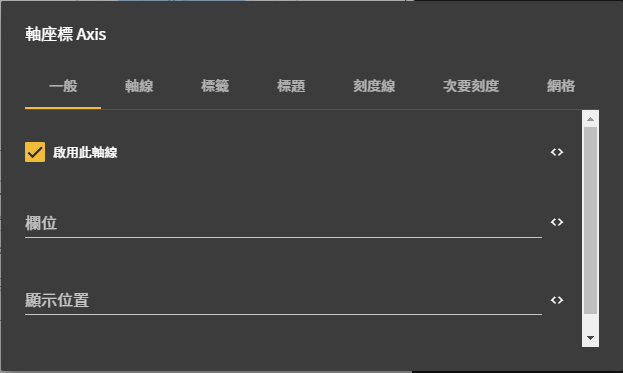 軸座標 Axis
一般 軸線 標籤 標題 刻度線 次要刻度 網格
啟用此軸線
欄位
顯示位置